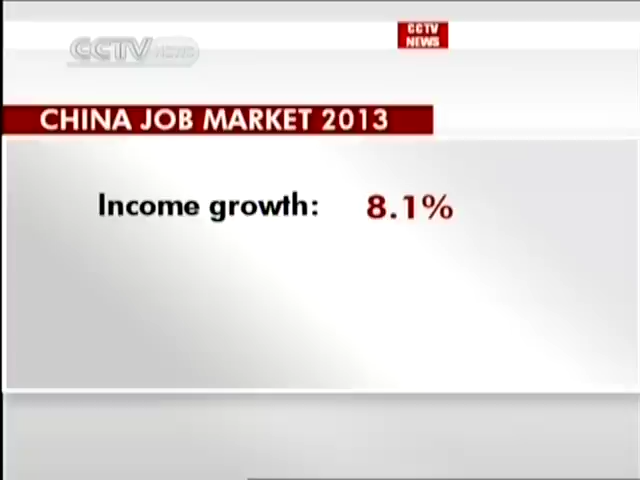 CCTV NEWS
CCTV
NEWS
CHINA JOB MARKET 2013
Income growth: 8.1%